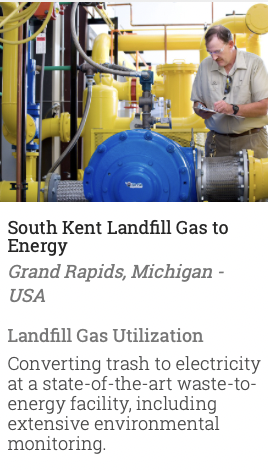 South Kent Landfill Gas to
Energy
Grand Rapids, Michigan -
USA
Landfill Gas Utilization
Converting trash to electricity
at a state-of-the-art waste-to-
energy facility, including
extensive environmental
monitoring.